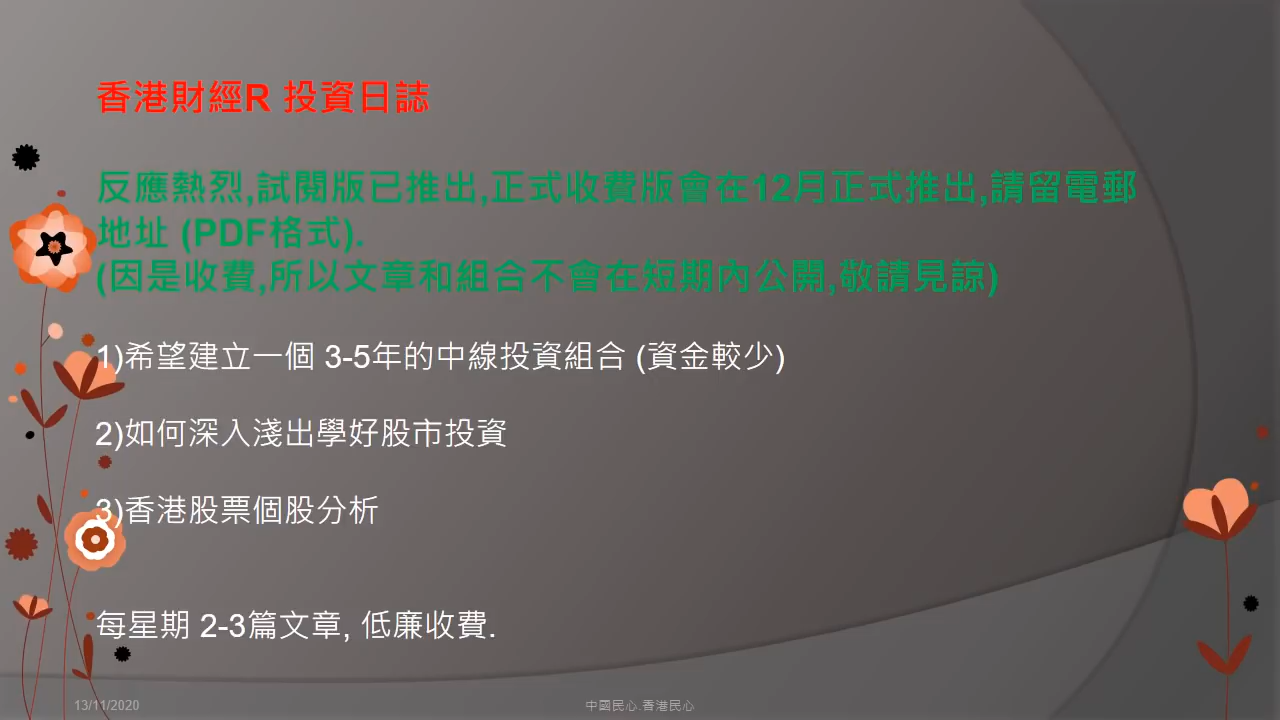 香港財經R 投資日誌
反應熱烈,試閱版已推出,正式收費版會在12月正式推出,請留電郵
地址 (PDF格式).
(因是收費,所以文章和組合不會在短期內公開,敬請見諒)
1)希望建立一個 3-5年的中線投資組合 (資金較少)
2)如何深入淺出學好股市投資
3)香港股票個股分析
每星期 2-3篇文章, 低廉收費.
13/11/2020
中國民心.香港民心